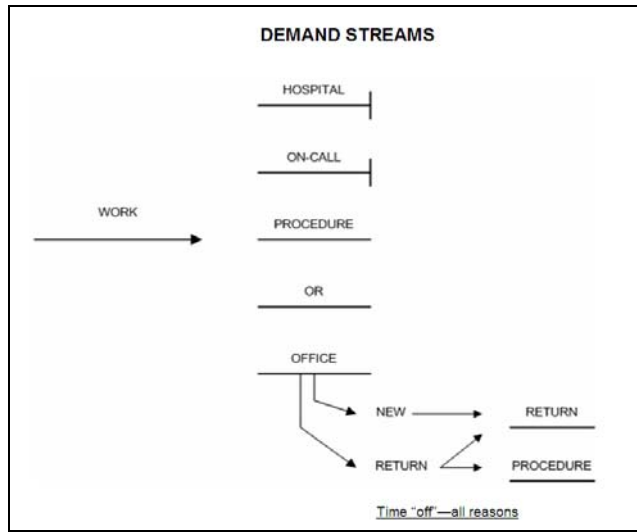 DEMAND STREAMS
HOSPITAL
ON-CALL
WORK
PROCEDURE
OR
OFFICE
NEW
RETURN
RETURN
PROCEDURE
Time "off"—all reasons